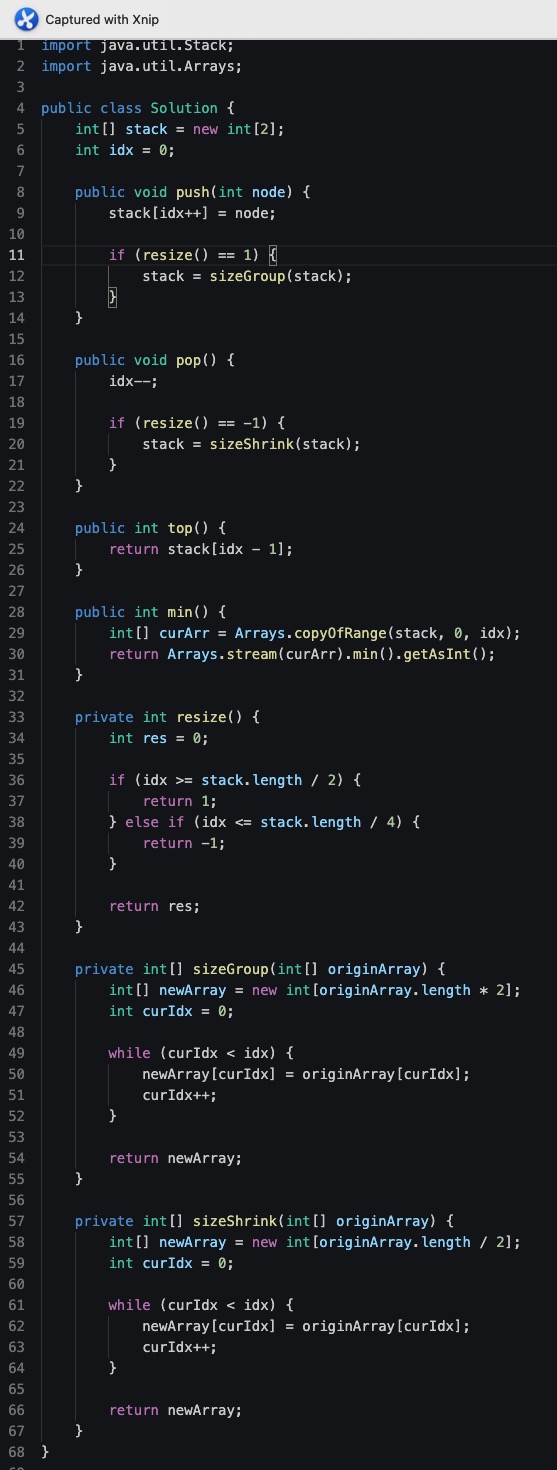 Captured with Xnip
1 import java.util.Stack;
2 import java.util.Arrays;
3
4 public class Solution {
5     int[] stack = new int[2];
6     int idx = 0;
7
8     public void push(int node) {
9         stack[idx++] = node;
10
11         if (resize() == 1) {
12             stack = sizeGroup(stack);
13         }
14     }
15
16     public void pop() {
17         idx--;
18
19         if (resize() == -1) {
20             stack = sizeShrink(stack);
21         }
22     }
23
24     public int top() {
25         return stack[idx - 1];
26     }
27
28     public int min() {
29         int[] curArr = Arrays.copyOfRange(stack, 0, idx);
30         return Arrays.stream(curArr).min().getAsInt();
31     }
32
33     private int resize() {
34         int res = 0;
35
36         if (idx >= stack.length / 2) {
37             return 1;
38         } else if (idx <= stack.length / 4) {
39             return -1;
40         }
41
42         return res;
43     }
44
45     private int[] sizeGroup(int[] originArray) {
46         int[] newArray = new int[originArray.length * 2];
47         int curIdx = 0;
48
49         while (curIdx < idx) {
50             newArray[curIdx] = originArray[curIdx];
51             curIdx++;
52         }
53
54         return newArray;
55     }
56
57     private int[] sizeShrink(int[] originArray) {
58         int[] newArray = new int[originArray.length / 2];
59         int curIdx = 0;
60
61         while (curIdx < idx) {
62             newArray[curIdx] = originArray[curIdx];
63             curIdx++;
64         }
65
66         return newArray;
67     }
68 }